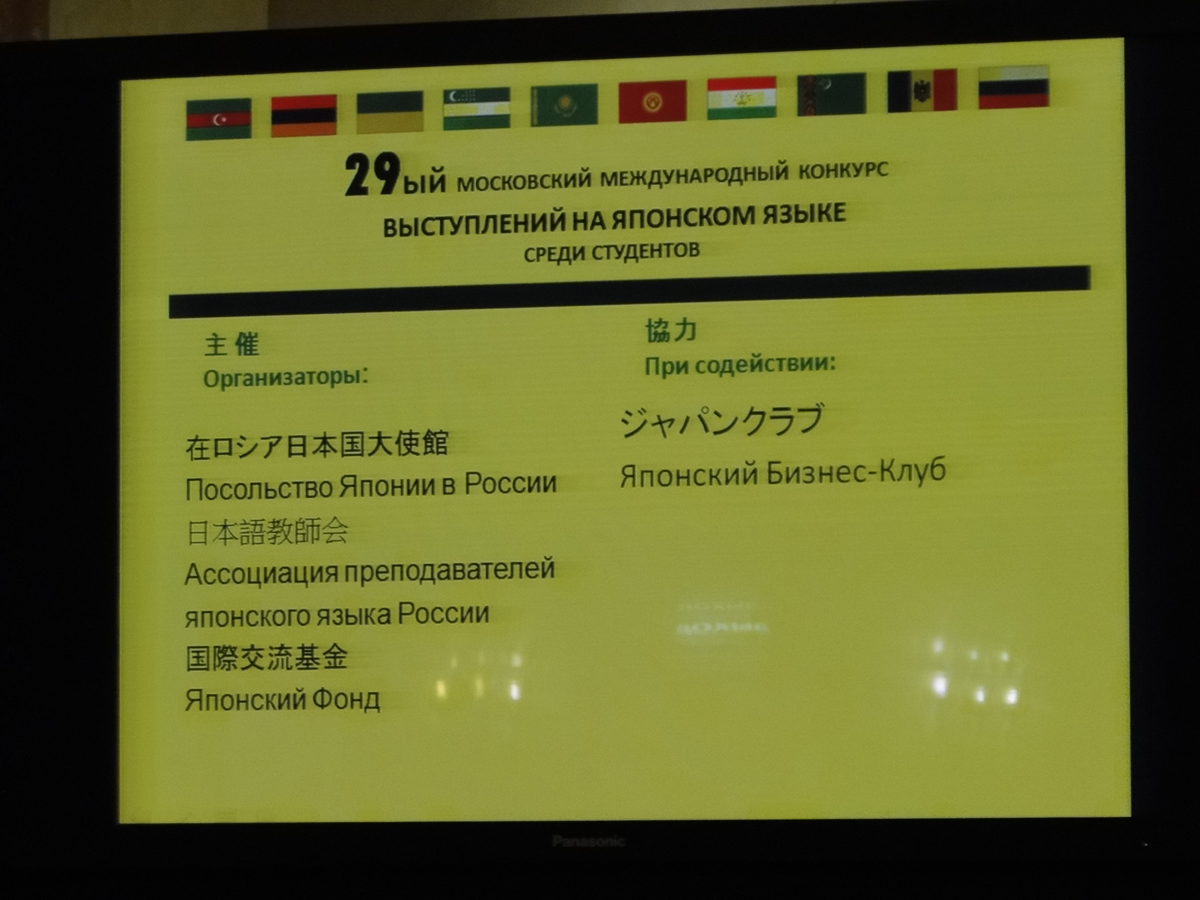 29ый МОСКОВСКИЙ МЕЖДУНАРОДНЫЙ КОНКУРС
ВЫСТУПЛЕНИЙ НА ЯПОНСКОМ ЯЗЫКЕ
СРЕДИ СТУДЕНТОВ
主催
Организаторы:
在ロシア日本国大使館
Посольство Японии в России
日本語教師会
Ассоциация преподавателей
японского языка России
国際交流基金
Японский Фонд
協力
При содействии:
ジャパンクラブ
Японский Бизнес-Клуб
Panasonic